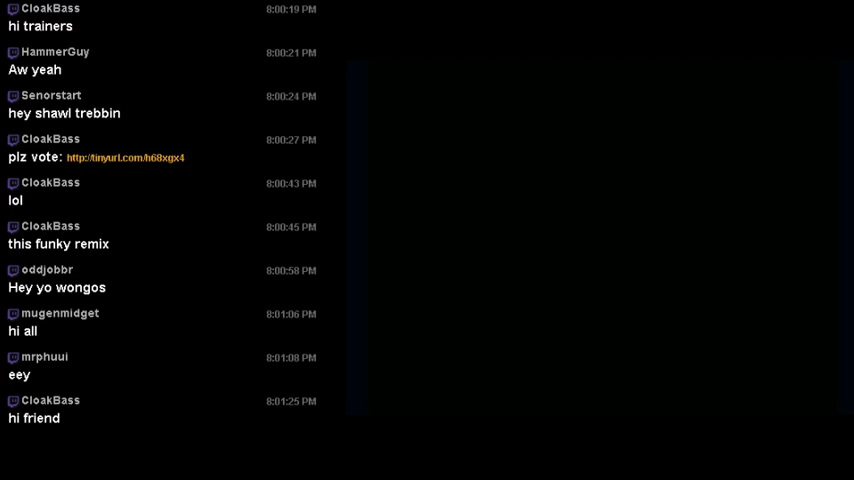 CloakBass 8:00:19 PM
hi trainers
HammerGuy 8:00:21 PM
Aw yeah
Senorstart 8:00:24 PM
hey shawl trebbin
CloakBass 8:00:27 PM
plz vote: http://tinyurl.com/h68xgx4
CloakBass 8:00:43 PM
lol
CloakBass 8:00:45 PM
this funky remix
oddjobbr 8:00:58 PM
Hey yo wongos
mugenmidget 8:01:06 PM
hi all
mrphuui 8:01:08 PM
eey
CloakBass 8:01:25 PM
hi friend